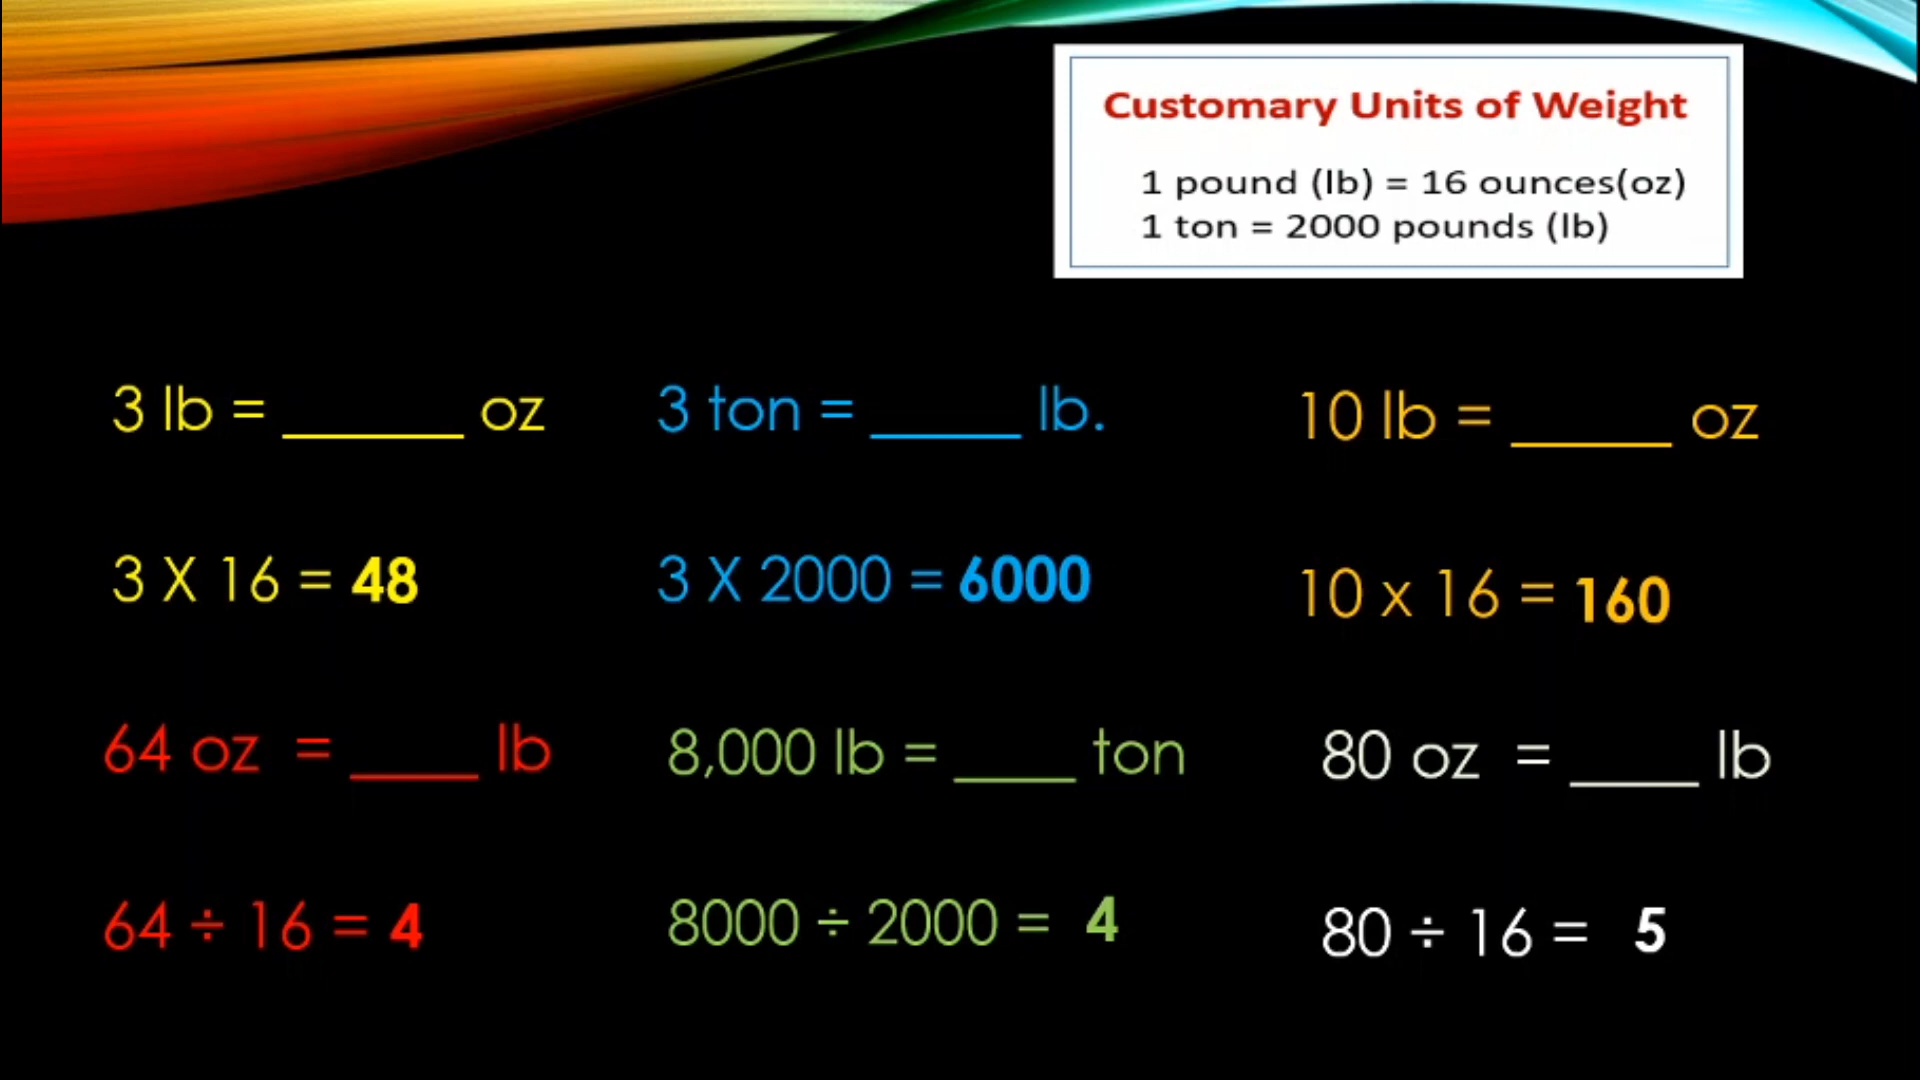 Customary Units of Weight
1 pound (lb) = 16 ounces(oz)
1 ton = 2000 pounds (lb)
3 lb = ______ oz
3 ton = _____ lb.
10 lb = _____ oz
3 X 16 = 48
3 X 2000 = 6000
10 x 16 = 160
64 oz = ____ lb
8,000 lb = ____ ton
80 oz = ____ lb
64 ÷ 16 = 4
8000 ÷ 2000 = 4
80 ÷ 16 = 5